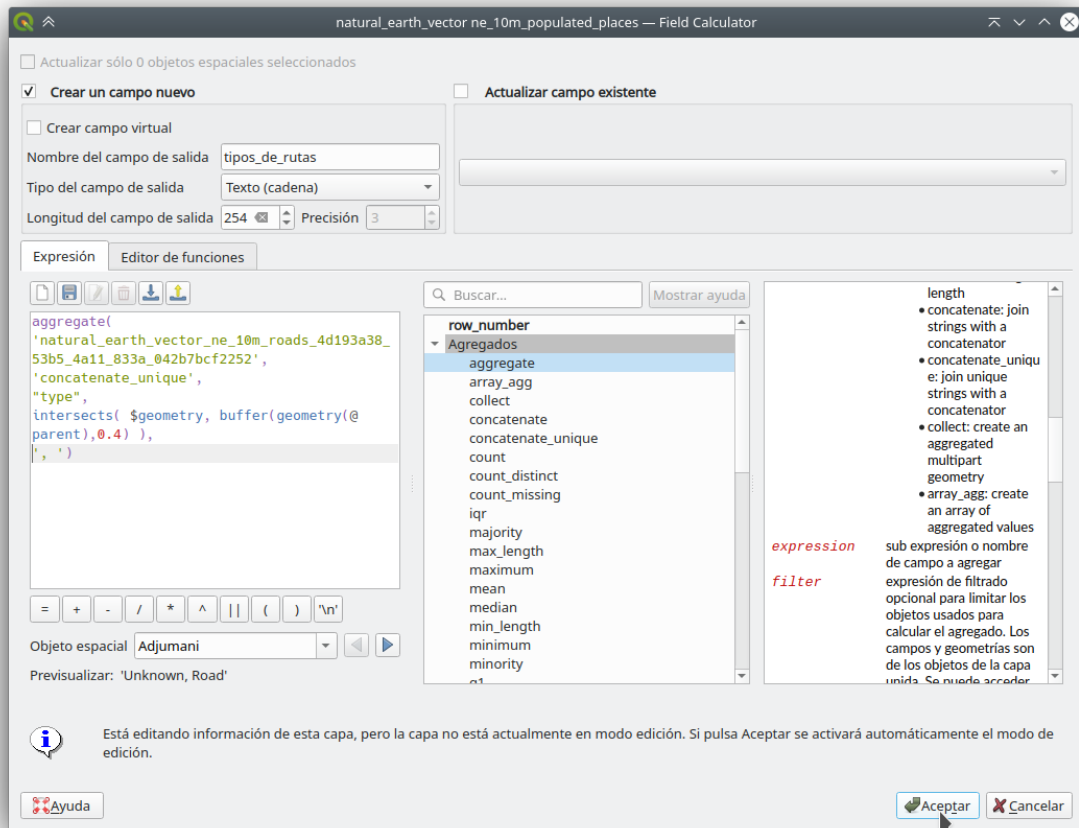 natural_earth_vector ne_10m_populated_places — Field Calculator
Actualizar sólo 0 objetos espaciales seleccionados
Crear un campo nuevo
Actualizar campo existente
Crear campo virtual
Nombre del campo de salida tipos_de_rutas
Tipo del campo de salida Texto (cadena)
Longitud del campo de salida 254 Precisión 3
Expresión Editor de funciones
aggregate(
'natural_earth_vector_ne_10m_roads_4d193a38_
53b5_4a11_833a_042b7bcf2252',
'concatenate_unique',
"type",
intersects( $geometry, buffer(geometry(@
parent),0.4) ),
', ')
= + - / * ^ || ( ) '\n'
Objeto espacial Adjumani
Previsualizar: 'Unknown, Road'
Buscar... Mostrar ayuda
row_number
Agregados
aggregate
array_agg
collect
concatenate
concatenate_unique
count
count_distinct
count_missing
iqr
majority
max_length
maximum
mean
median
min_length
minimum
minority
q1
length
concatenate: join
strings with a
concatenator
concatenate_uniqu
e: join unique
strings with a
concatenator
collect: create an
aggregated
multipart
geometry
array_agg: create
an array of
aggregated values
expression sub expresión o nombre
de campo a agregar
filter expresión de filtrado
opcional para limitar los
objetos usados para
calcular el agregado. Los
campos y geometrías son
de los objetos de la capa
unida. Se puede acceder
Está editando información de esta capa, pero la capa no está actualmente en modo edición. Si pulsa Aceptar se activará automáticamente el modo de
edición.
Ayuda
Aceptar Cancelar